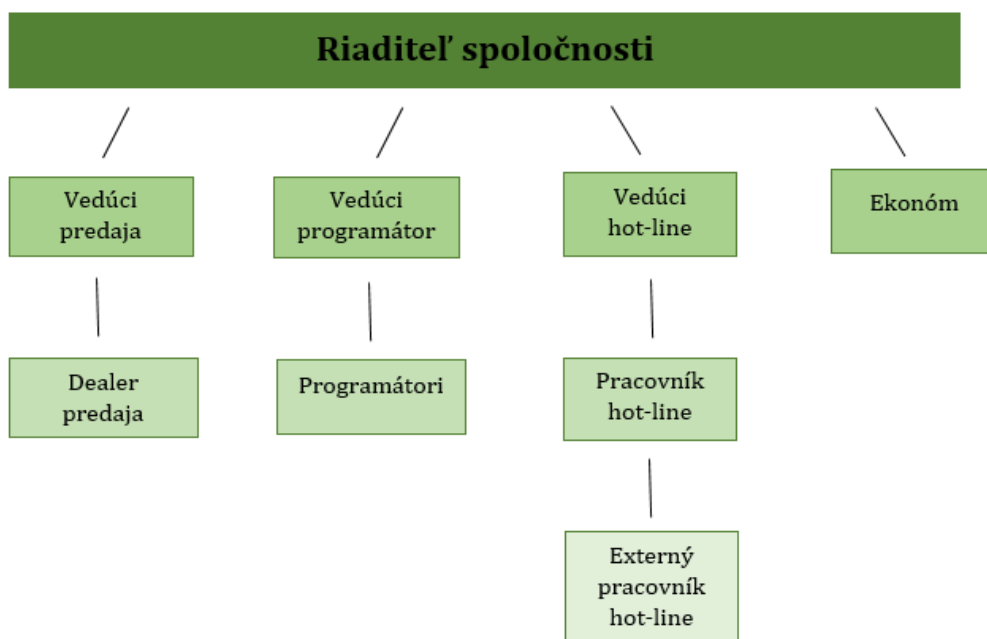 Riaditeľ spoločnosti
Vedúci
predaja
Vedúci
programátor
Vedúci
hot-line
Ekonóm
Dealer
predaja
Programátori
Pracovník
hot-line
Externý
pracovník
hot-line